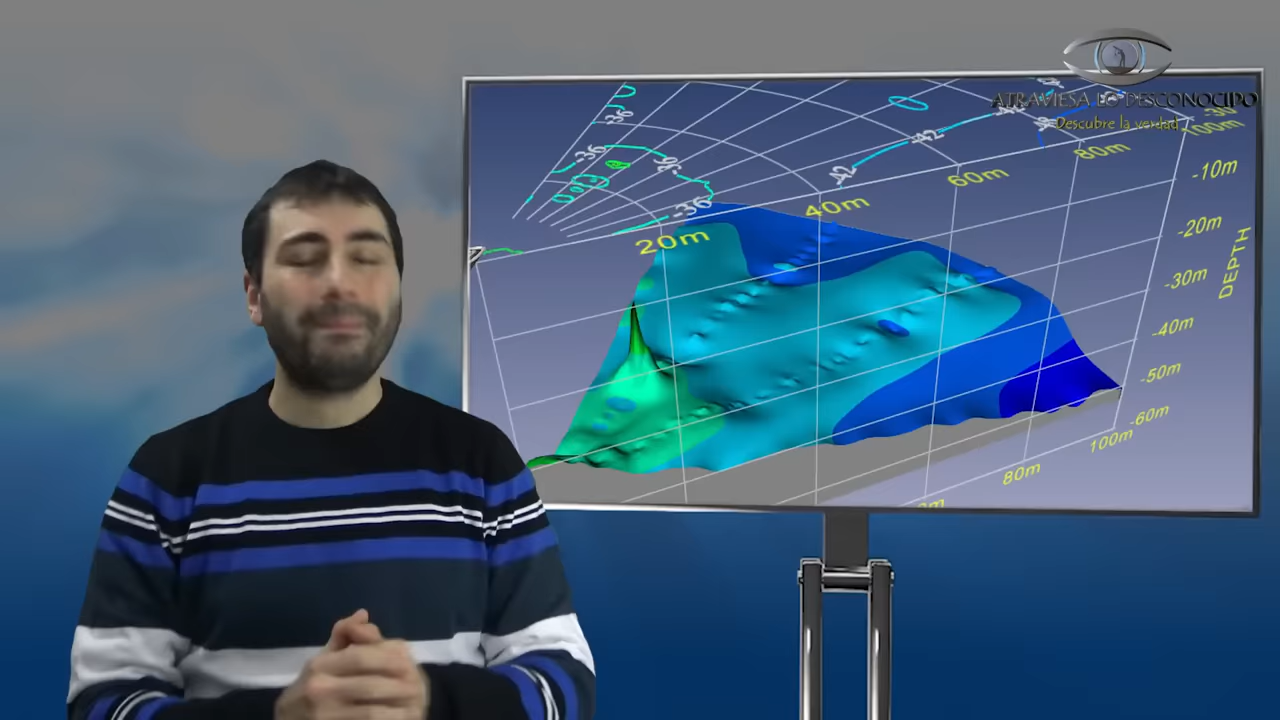 ATRAVIESA LO DESCONOCIDO
Descubre la verdad
-36
-36
-36
-36
-42
-42
20m
40m
60m
80m
100m
-10m
-20m
-30m
-40m
-50m
-60m
DEPTH
80m
100m